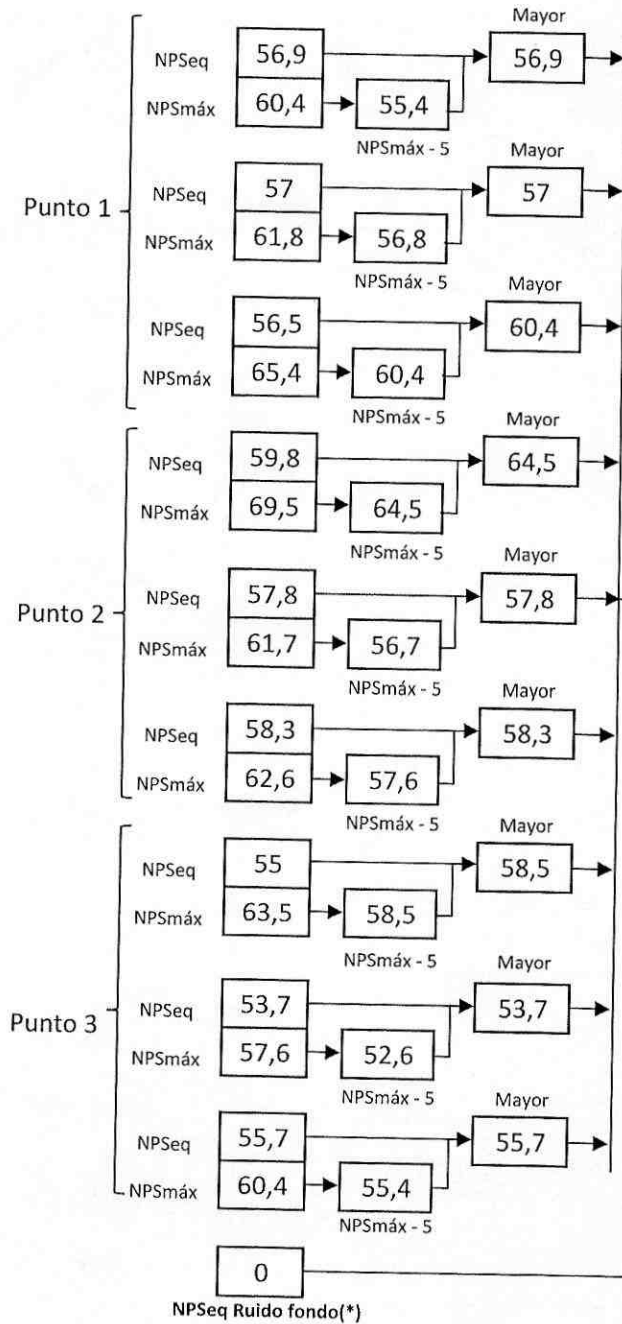 Mayor
NPSeq 56,9 56,9
NPSmáx 60,4 55,4
NPSmáx - 5
Mayor
NPSeq 57 57
Punto 1
NPSmáx 61,8 56,8
NPSmáx - 5
Mayor
NPSeq 56,5 60,4
NPSmáx 65,4 60,4
NPSmáx - 5
Mayor
NPSeq 59,8 64,5
NPSmáx 69,5 64,5
NPSmáx - 5
Mayor
NPSeq 57,8 57,8
Punto 2
NPSmáx 61,7 56,7
NPSmáx - 5
Mayor
NPSeq 58,3 58,3
NPSmáx 62,6 57,6
NPSmáx - 5
Mayor
NPSeq 55 58,5
NPSmáx 63,5 58,5
NPSmáx - 5
Mayor
NPSeq 53,7 53,7
Punto 3
NPSmáx 57,6 52,6
NPSmáx - 5
Mayor
NPSeq 55,7 55,7
NPSmáx 60,4 55,4
NPSmáx - 5
0
NPSeq Ruido fondo(*)